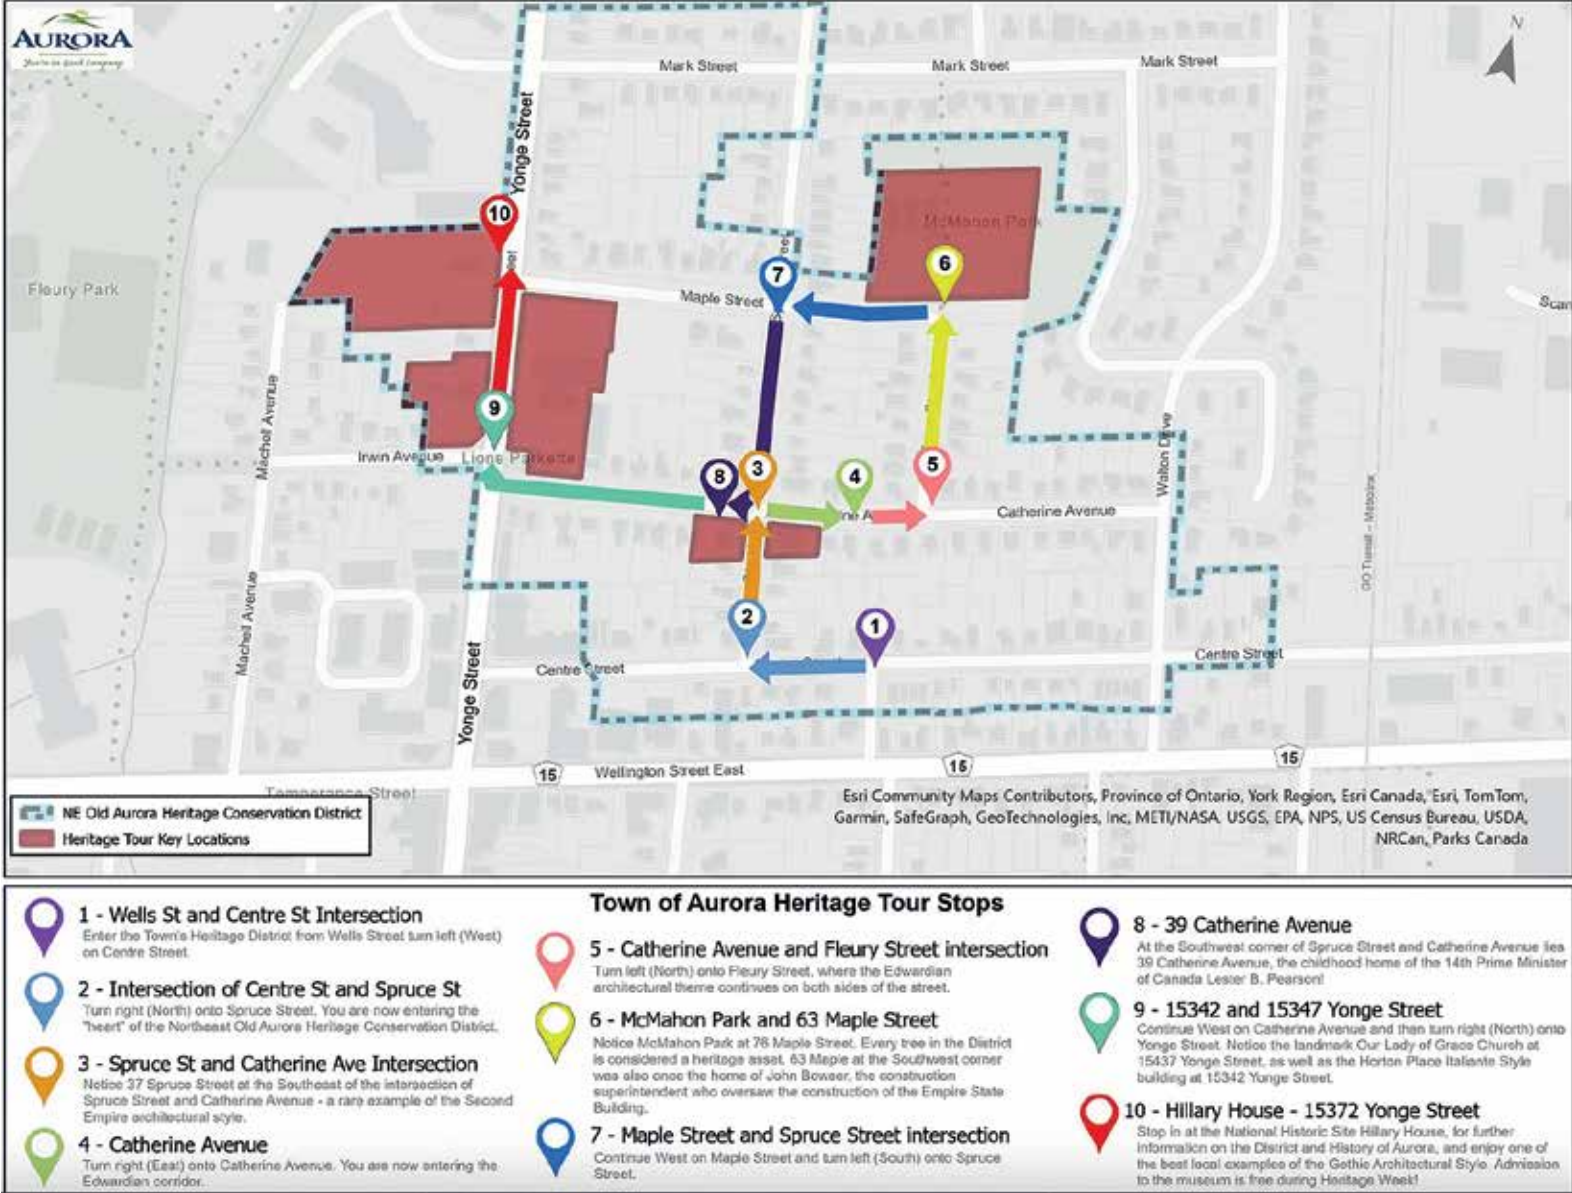 AURORA
You're in Good Company
N
Mark Street
Mark Street
Mark Street
Yonge Street
10
McMahon Park
6
7
Fleury Park
Maple Street
eet
9
Machell Avenue
Irwin Avenue
Lions Parkette
8
3
4
5
Walton Drive
ine A
Catherine Avenue
GO Transit - Metrolinx
2
1
Machell Avenue
Yonge Street
Centre Street
Centre Street
15
Wellington Street East
15
15
Temperance Street
NE Old Aurora Heritage Conservation District
Heritage Tour Key Locations
Esri Community Maps Contributors, Province of Ontario, York Region, Esri Canada, Esri, TomTom,
Garmin, SafeGraph, GeoTechnologies, Inc, METI/NASA, USGS, EPA, NPS, US Census Bureau, USDA,
NRCan, Parks Canada
Town of Aurora Heritage Tour Stops
1 - Wells St and Centre St Intersection
Enter the Town's Heritage District from Wells Street turn left (West)
on Centre Street.
2 - Intersection of Centre St and Spruce St
Turn right (North) onto Spruce Street. You are now entering the
"heart" of the Northeast Old Aurora Heritage Conservation District.
3 - Spruce St and Catherine Ave Intersection
Notice 37 Spruce Street at the Southeast of the intersection of
Spruce Street and Catherine Avenue - a rare example of the Second
Empire architectural style.
4 - Catherine Avenue
Turn right (East) onto Catherine Avenue. You are now entering the
Edwardian corridor.
5 - Catherine Avenue and Fleury Street intersection
Turn left (North) onto Fleury Street, where the Edwardian
architectural theme continues on both sides of the street.
6 - McMahon Park and 63 Maple Street
Notice McMahon Park at 76 Maple Street. Every tree in the District
is considered a heritage asset. 63 Maple at the Southwest corner
was also once the home of John Bowser, the construction
superintendent who oversaw the construction of the Empire State
Building.
7 - Maple Street and Spruce Street intersection
Continue West on Maple Street and turn left (South) onto Spruce
Street.
8 - 39 Catherine Avenue
At the Southwest corner of Spruce Street and Catherine Avenue lies
39 Catherine Avenue, the childhood home of the 14th Prime Minister
of Canada Lester B. Pearson!
9 - 15342 and 15347 Yonge Street
Continue West on Catherine Avenue and then turn right (North) onto
Yonge Street. Notice the landmark Our Lady of Grace Church at
15437 Yonge Street, as well as the Horton Place Italiante Style
building at 15342 Yonge Street.
10 - Hillary House - 15372 Yonge Street
Stop in at the National Historic Site Hillary House, for further
information on the District and History of Aurora, and enjoy one of
the best local examples of the Gothic Architectural Style. Admission
to the museum is free during Heritage Week!